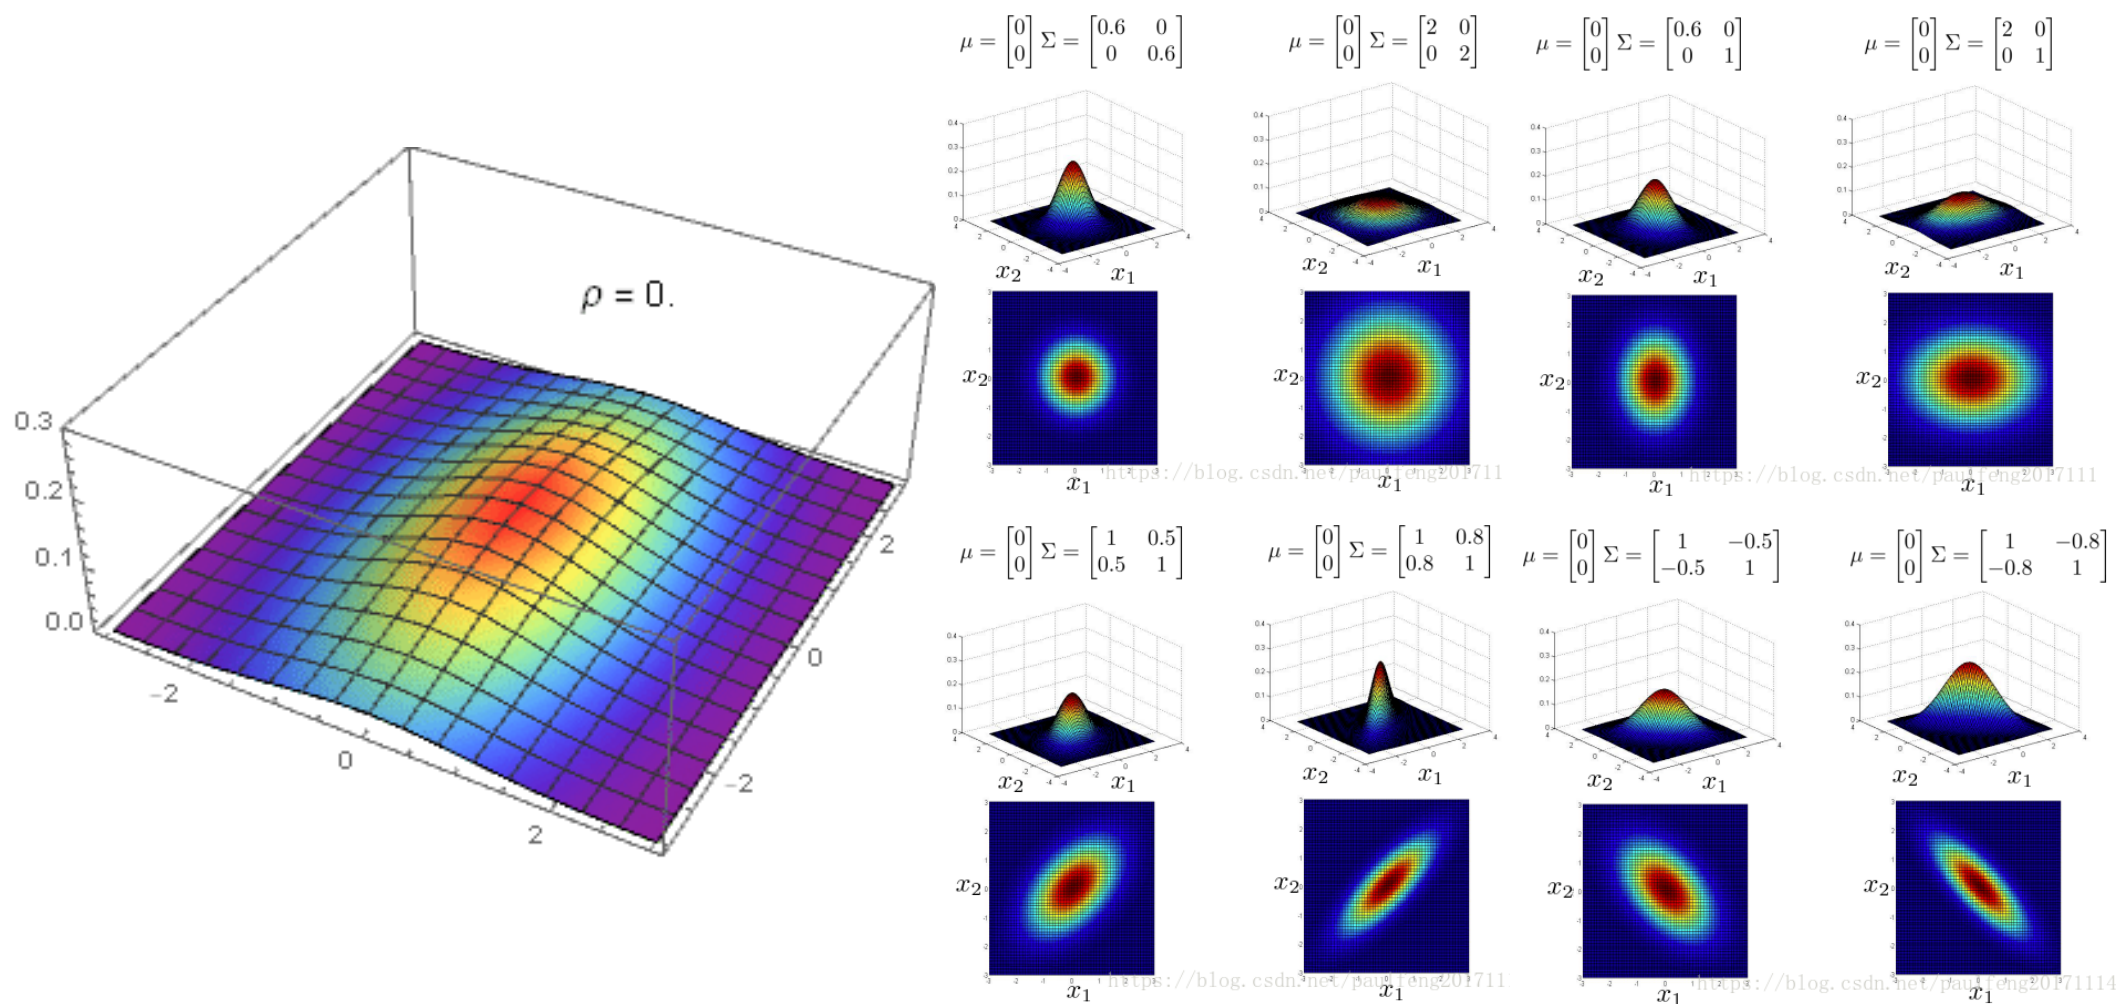 μ = [0 0] Σ = [0.6 0 0 0.6]
μ = [0 0] Σ = [2 0 0 2]
μ = [0 0] Σ = [0.6 0 0 1]
μ = [0 0] Σ = [2 0 0 1]
ρ = 0.
0.3
0.2
0.1
0.0
-2
0
2
2
0
-2
x₂ x₁
x₂ x₁
x₂ x₁
x₂ x₁
x₂
x₂
x₂
x₂
https://blog.csdn.net/paulfeng201711
https://blog.csdn.net/paulfeng2017111
x₁
x₁
x₁
x₁
μ = [0 0] Σ = [1 0.5 0.5 1]
μ = [0 0] Σ = [1 0.8 0.8 1]
μ = [0 0] Σ = [1 -0.5 -0.5 1]
μ = [0 0] Σ = [1 -0.8 -0.8 1]
x₂ x₁
x₂ x₁
x₂ x₁
x₂ x₁
x₂
x₂
x₂
x₂
https://blog.csdn.net/paulfeng201711
https://blog.csdn.net/paulfeng20171114
x₁
x₁
x₁
x₁